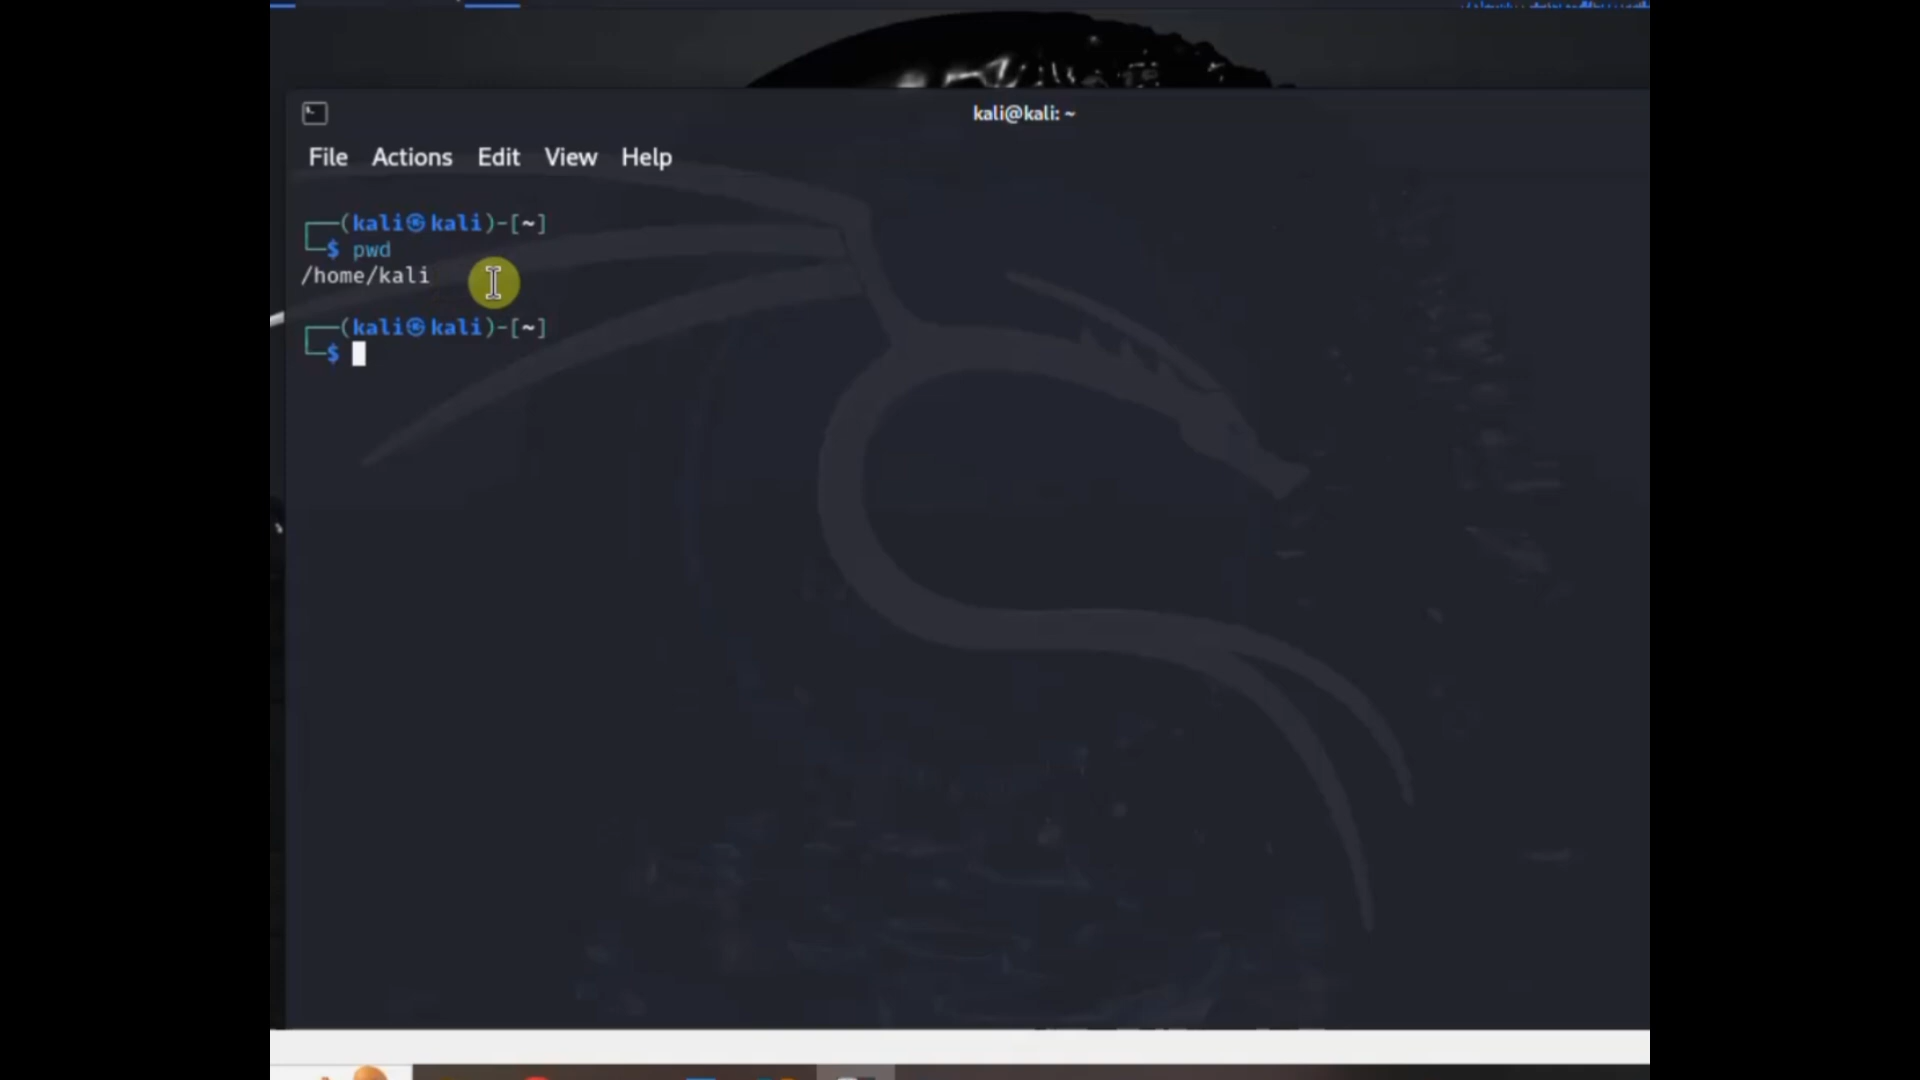 kali@kali: ~
File Actions Edit View Help
┌──(kali㉿kali)-[~]
└─$ pwd
/home/kali
┌──(kali㉿kali)-[~]
└─$